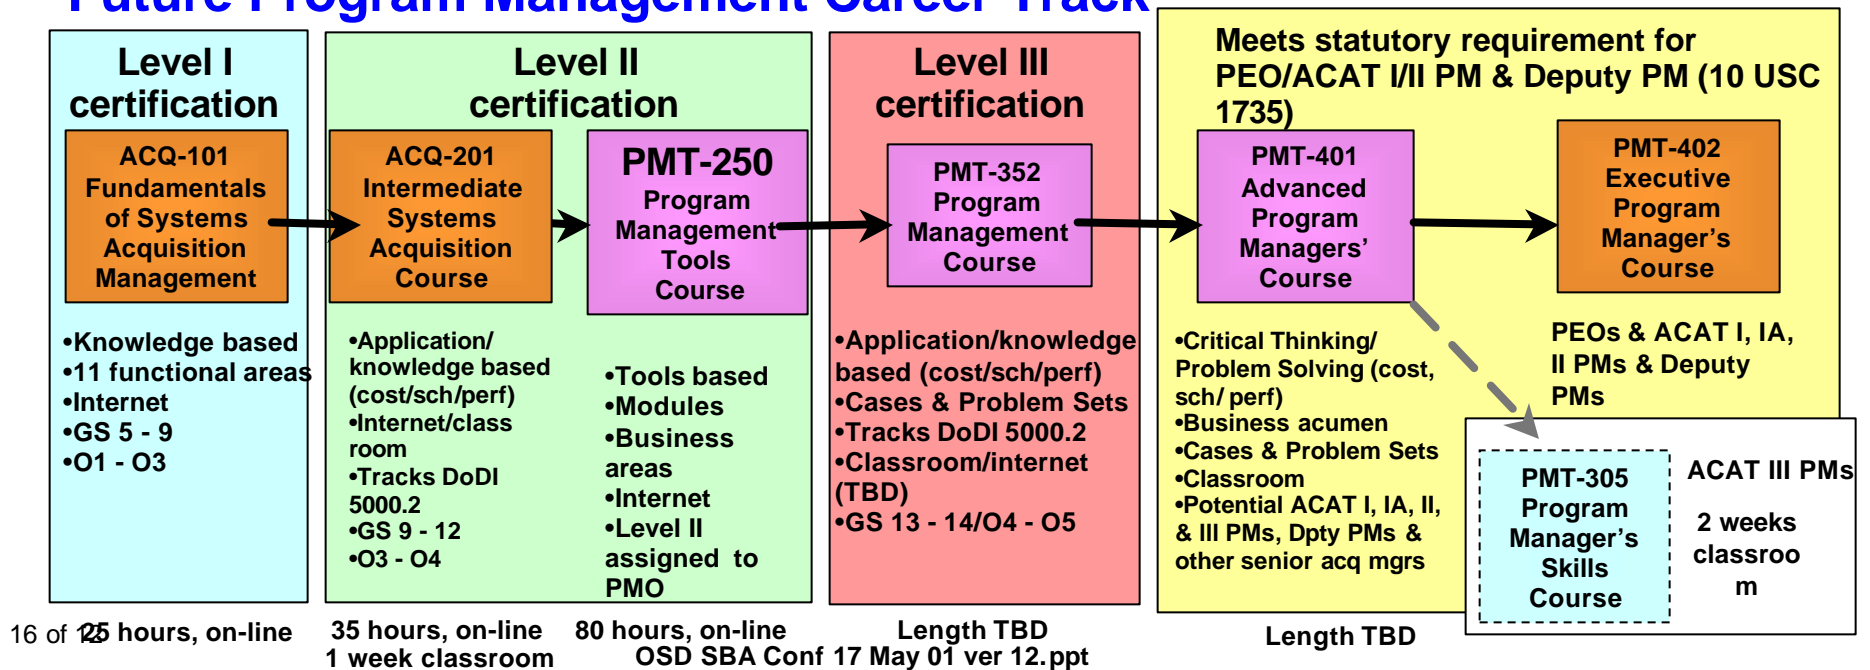 Future Program Management Career Track
Level I
certification
ACQ-101
Fundamentals
of Systems
Acquisition
Management
•Knowledge based
•11 functional areas
•Internet
•GS 5 - 9
•O1 - O3
25 hours, on-line
Level II
certification
ACQ-201
Intermediate
Systems
Acquisition
Course
•Application/
knowledge based
(cost/sch/perf)
•Internet/class
room
•Tracks DoDI
5000.2
•GS 9 - 12
•O3 - O4
35 hours, on-line
1 week classroom
PMT-250
Program
Management
Tools
Course
•Tools based
•Modules
•Business
areas
•Internet
•Level II
assigned to
PMO
80 hours, on-line
Level III
certification
PMT-352
Program
Management
Course
•Application/knowledge
based (cost/sch/perf)
•Cases & Problem Sets
•Tracks DoDI 5000.2
•Classroom/internet
(TBD)
•GS 13 - 14/O4 - O5
Length TBD
Meets statutory requirement for
PEO/ACAT I/II PM & Deputy PM (10 USC
1735)
PMT-401
Advanced
Program
Managers’
Course
•Critical Thinking/
Problem Solving (cost,
sch/ perf)
•Business acumen
•Cases & Problem Sets
•Classroom
•Potential ACAT I, IA, II,
& III PMs, Dpty PMs &
other senior acq mgrs
Length TBD
PMT-402
Executive
Program
Manager’s
Course
PEOs & ACAT I, IA,
II PMs & Deputy
PMs
PMT-305
Program
Manager’s
Skills
Course
ACAT III PMs
2 weeks
classroo
m
16 of 12
OSD SBA Conf 17 May 01 ver 12.ppt